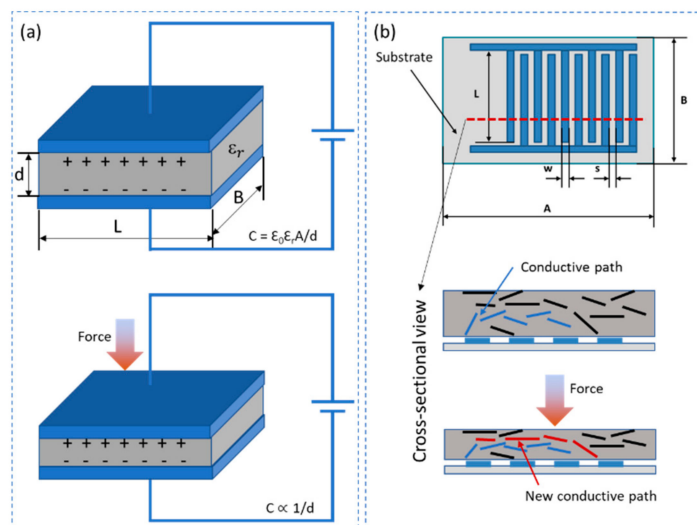 (a)
d
+ + + + + + +
- - - - - - -
εr
B
L
C = ε0εrA/d
Force
+ + + + + + +
- - - - - - -
C ∝ 1/d
(b)
Substrate
L
B
w
s
A
Cross-sectional view
Conductive path
Force
New conductive path